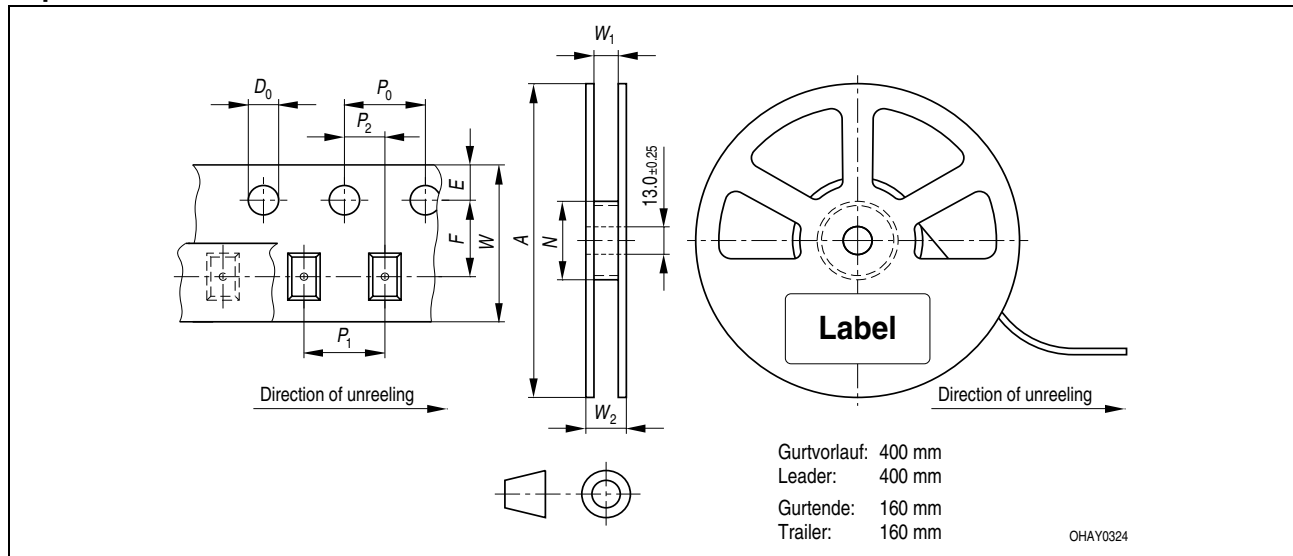 W1
D0
P0
P2
E
F
W
A
N
13.0±0.25
P1
Label
Direction of unreeling
Direction of unreeling
W2
Gurtvorlauf: 400 mm
Leader: 400 mm
Gurtende: 160 mm
Trailer: 160 mm
OHAY0324